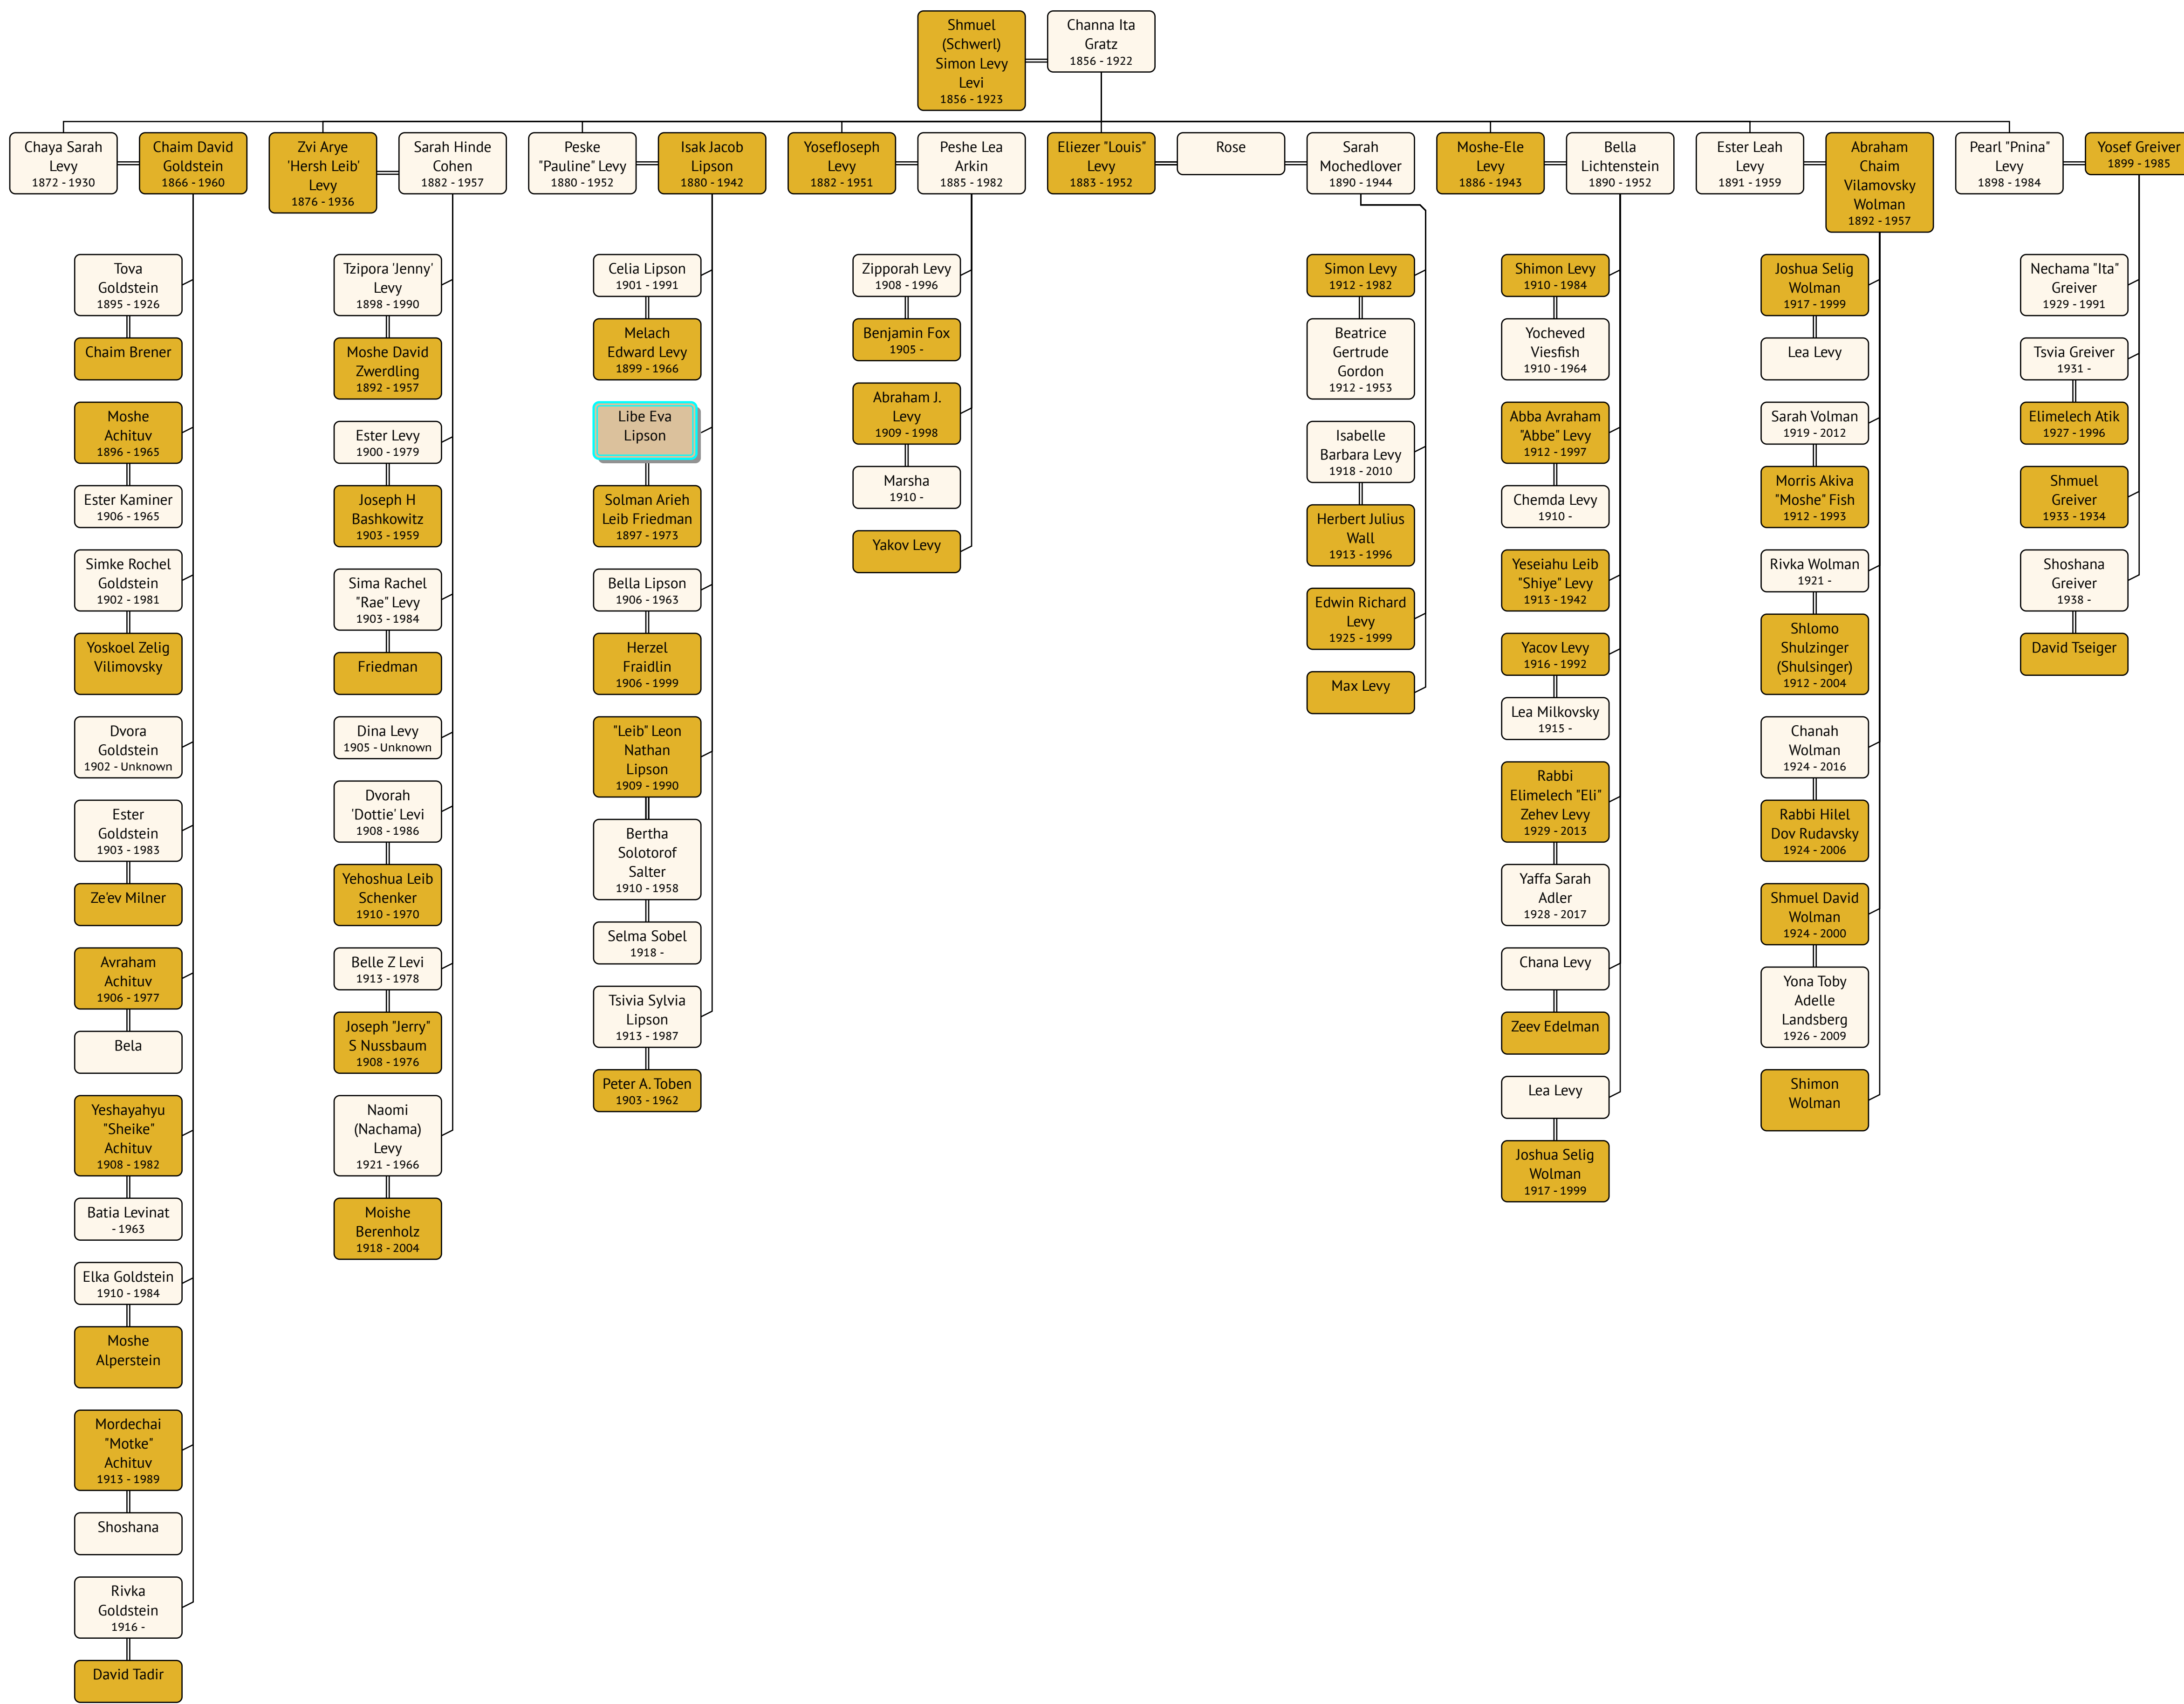 Shmuel
(Schwerl)
Simon Levy
Levi
1856 - 1923
Channa Ita
Gratz
1856 - 1922
Chaya Sarah
Levy
1872 - 1930
Chaim David
Goldstein
1866 - 1960
Zvi Arye
'Hersh Leib'
Levy
1876 - 1936
Sarah Hinde
Cohen
1882 - 1957
Peske
"Pauline" Levy
1880 - 1952
Isak Jacob
Lipson
1880 - 1942
YosefJoseph
Levy
1882 - 1951
Peshe Lea
Arkin
1885 - 1982
Eliezer "Louis"
Levy
1883 - 1952
Rose
Sarah
Mochedlover
1890 - 1944
Moshe-Ele
Levy
1886 - 1943
Bella
Lichtenstein
1890 - 1952
Ester Leah
Levy
1891 - 1959
Abraham
Chaim
Vilamovsky
Wolman
1892 - 1957
Pearl "Pnina"
Levy
1898 - 1984
Yosef Greiver
1899 - 1985
Tova
Goldstein
1895 - 1926
Chaim Brener
Moshe
Achituv
1896 - 1965
Ester Kaminer
1906 - 1965
Simke Rochel
Goldstein
1902 - 1981
Yoskoel Zelig
Vilimovsky
Dvora
Goldstein
1902 - Unknown
Ester
Goldstein
1903 - 1983
Ze'ev Milner
Avraham
Achituv
1906 - 1977
Bela
Yeshayahyu
"Sheike"
Achituv
1908 - 1982
Batia Levinat
- 1963
Elka Goldstein
1910 - 1984
Moshe
Alperstein
Mordechai
"Motke"
Achituv
1913 - 1989
Shoshana
Rivka
Goldstein
1916 -
David Tadir
Tzipora 'Jenny'
Levy
1898 - 1990
Moshe David
Zwerdling
1892 - 1957
Ester Levy
1900 - 1979
Joseph H
Bashkowitz
1903 - 1959
Sima Rachel
"Rae" Levy
1903 - 1984
Friedman
Dina Levy
1905 - Unknown
Dvorah
'Dottie' Levi
1908 - 1986
Yehoshua Leib
Schenker
1910 - 1970
Belle Z Levi
1913 - 1978
Joseph "Jerry"
S Nussbaum
1908 - 1976
Naomi
(Nachama)
Levy
1921 - 1966
Moishe
Berenholz
1918 - 2004
Celia Lipson
1901 - 1991
Melach
Edward Levy
1899 - 1966
Libe Eva
Lipson
Solman Arieh
Leib Friedman
1897 - 1973
Bella Lipson
1906 - 1963
Herzel
Fraidlin
1906 - 1999
"Leib" Leon
Nathan
Lipson
1909 - 1990
Bertha
Solotorof
Salter
1910 - 1958
Selma Sobel
1918 -
Tsivia Sylvia
Lipson
1913 - 1987
Peter A. Toben
1903 - 1962
Zipporah Levy
1908 - 1996
Benjamin Fox
1905 -
Abraham J.
Levy
1909 - 1998
Marsha
1910 -
Yakov Levy
Simon Levy
1912 - 1982
Beatrice
Gertrude
Gordon
1912 - 1953
Isabelle
Barbara Levy
1918 - 2010
Herbert Julius
Wall
1913 - 1996
Edwin Richard
Levy
1925 - 1999
Max Levy
Shimon Levy
1910 - 1984
Yocheved
Viesfish
1910 - 1964
Abba Avraham
"Abbe" Levy
1912 - 1997
Chemda Levy
1910 -
Yeseiahu Leib
"Shiye" Levy
1913 - 1942
Yacov Levy
1916 - 1992
Lea Milkovsky
1915 -
Rabbi
Elimelech "Eli"
Zehev Levy
1929 - 2013
Yaffa Sarah
Adler
1928 - 2017
Chana Levy
Zeev Edelman
Lea Levy
Joshua Selig
Wolman
1917 - 1999
Joshua Selig
Wolman
1917 - 1999
Lea Levy
Sarah Volman
1919 - 2012
Morris Akiva
"Moshe" Fish
1912 - 1993
Rivka Wolman
1921 -
Shlomo
Shulzinger
(Shulsinger)
1912 - 2004
Chanah
Wolman
1924 - 2016
Rabbi Hilel
Dov Rudavsky
1924 - 2006
Shmuel David
Wolman
1924 - 2000
Yona Toby
Adelle
Landsberg
1926 - 2009
Shimon
Wolman
Nechama "Ita"
Greiver
1929 - 1991
Tsvia Greiver
1931 -
Elimelech Atik
1927 - 1996
Shmuel
Greiver
1933 - 1934
Shoshana
Greiver
1938 -
David Tseiger